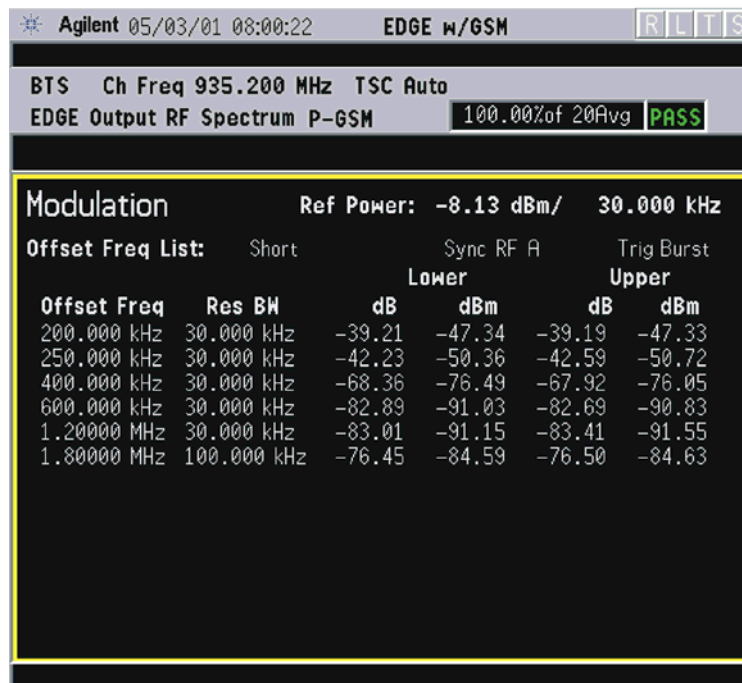 Agilent 05/03/01 08:00:22 EDGE w/GSM R L T S
BTS Ch Freq 935.200 MHz TSC Auto
EDGE Output RF Spectrum P-GSM 100.00%of 20Avg PASS
Modulation Ref Power: -8.13 dBm/ 30.000 kHz
Offset Freq List: Short Sync RF A Trig Burst
Lower Upper
Offset Freq Res BW dB dBm dB dBm
200.000 kHz 30.000 kHz -39.21 -47.34 -39.19 -47.33
250.000 kHz 30.000 kHz -42.23 -50.36 -42.59 -50.72
400.000 kHz 30.000 kHz -68.36 -76.49 -67.92 -76.05
600.000 kHz 30.000 kHz -82.89 -91.03 -82.69 -90.83
1.20000 MHz 30.000 kHz -83.01 -91.15 -83.41 -91.55
1.80000 MHz 100.000 kHz -76.45 -84.59 -76.50 -84.63